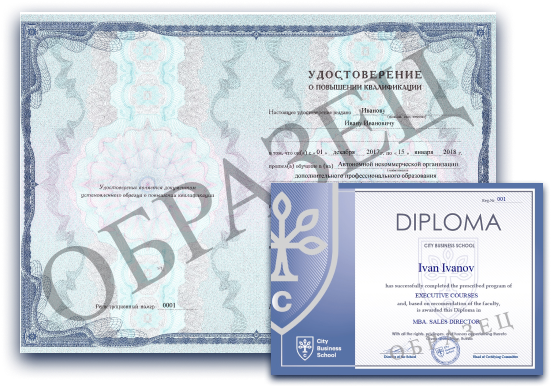 УДОСТОВЕРЕНИЕ
О ПОВЫШЕНИИ КВАЛИФИКАЦИИ
Настоящее удостоверение выдано Иванову
Ивану Ивановичу
в том, что он(а) с « 01 » декабря 2017 г. по « 15 » января 2018 г.
прошел(а) обучение в (на) Автономной некоммерческой организации
дополнительного профессионального образования
Удостоверение является документом
установленного образца о повышении квалификации
Регистрационный номер 0001
ОБРАЗЕЦ
Reg.№ 001
DIPLOMA
CITY BUSINESS SCHOOL
Ivan Ivanov
has successfully completed the prescribed program of
EXECUTIVE COURSES
and, based on recomendation of the faculty,
is awarded this Diploma in
MBA: SALES DIRECTOR
ОБРАЗЕЦ
City
Business
School
Director of the School
Head of Certifying Committee